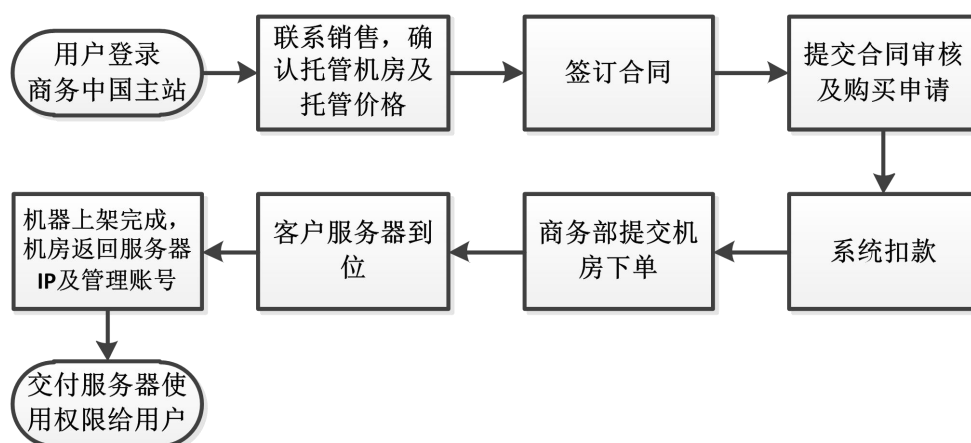 用户登录
商务中国主站
联系销售，确
认托管机房及
托管价格
签订合同
提交合同审核
及购买申请
系统扣款
商务部提交机
房下单
客户服务器到
位
机器上架完成，
机房返回服务器
IP及管理账号
交付服务器使
用权限给用户